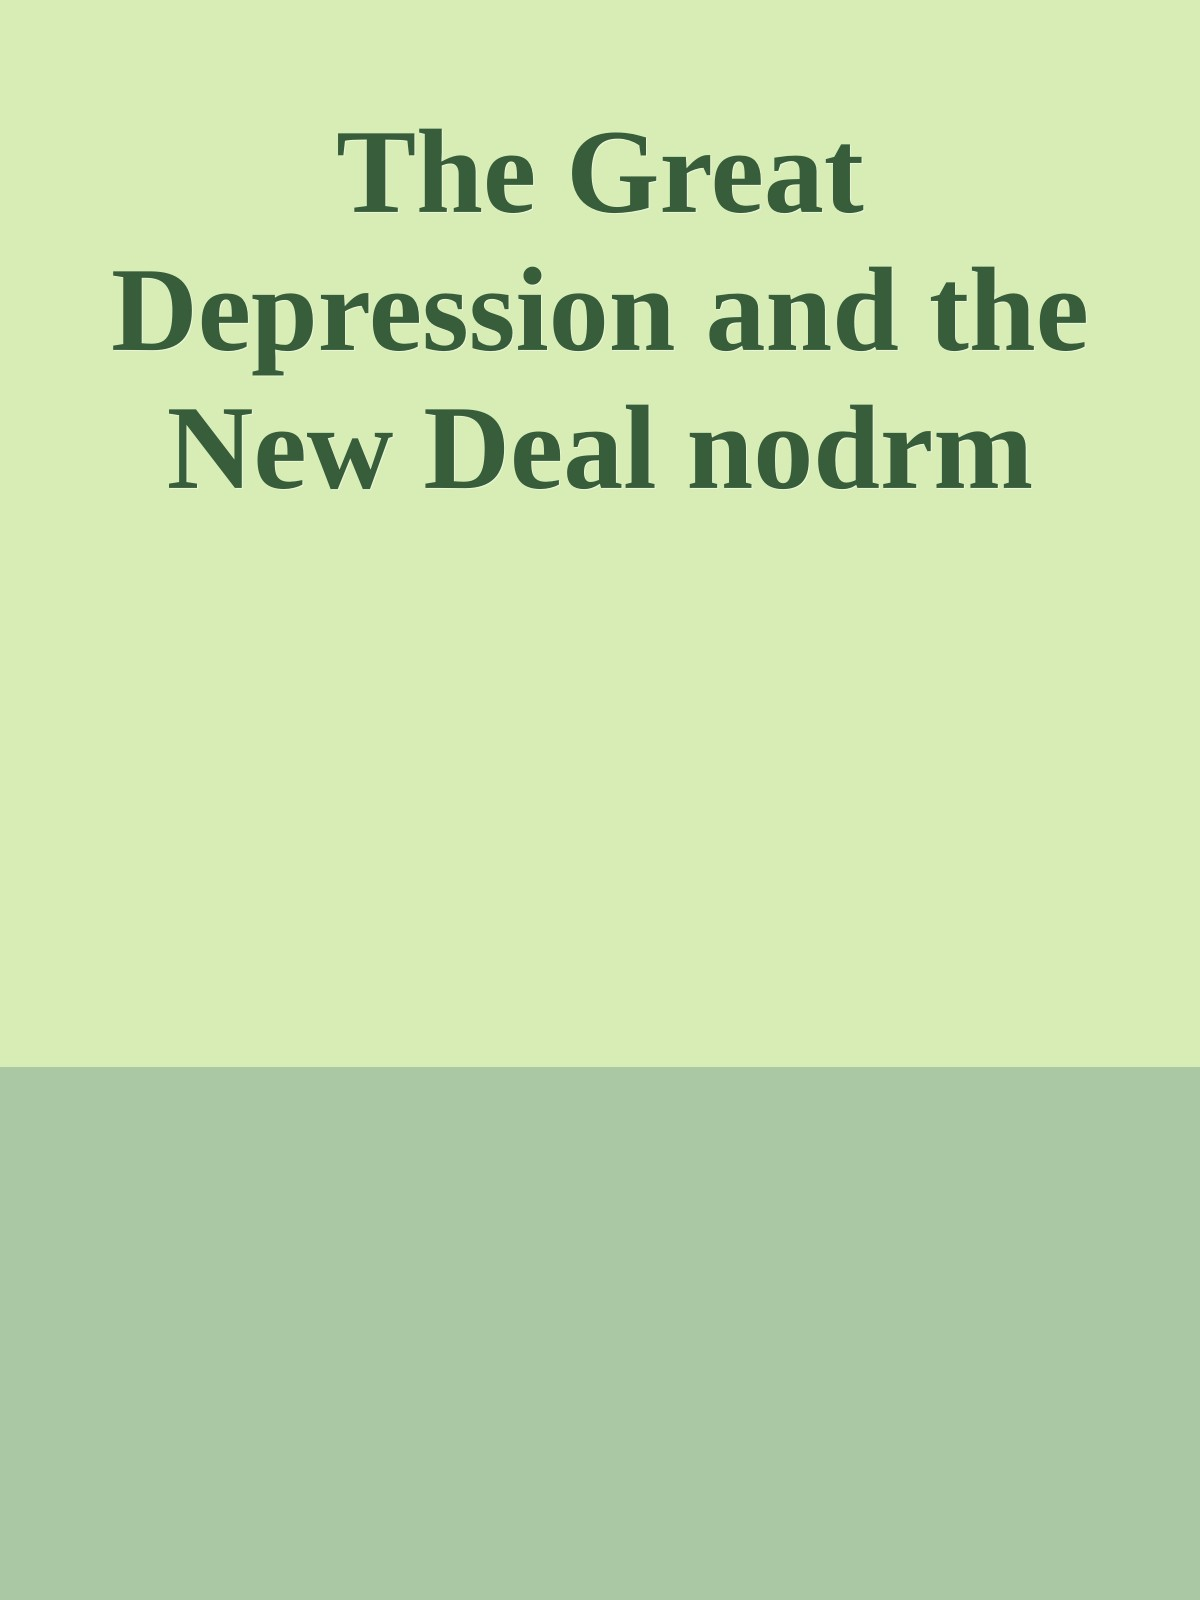 The Great
Depression and the
New Deal nodrm